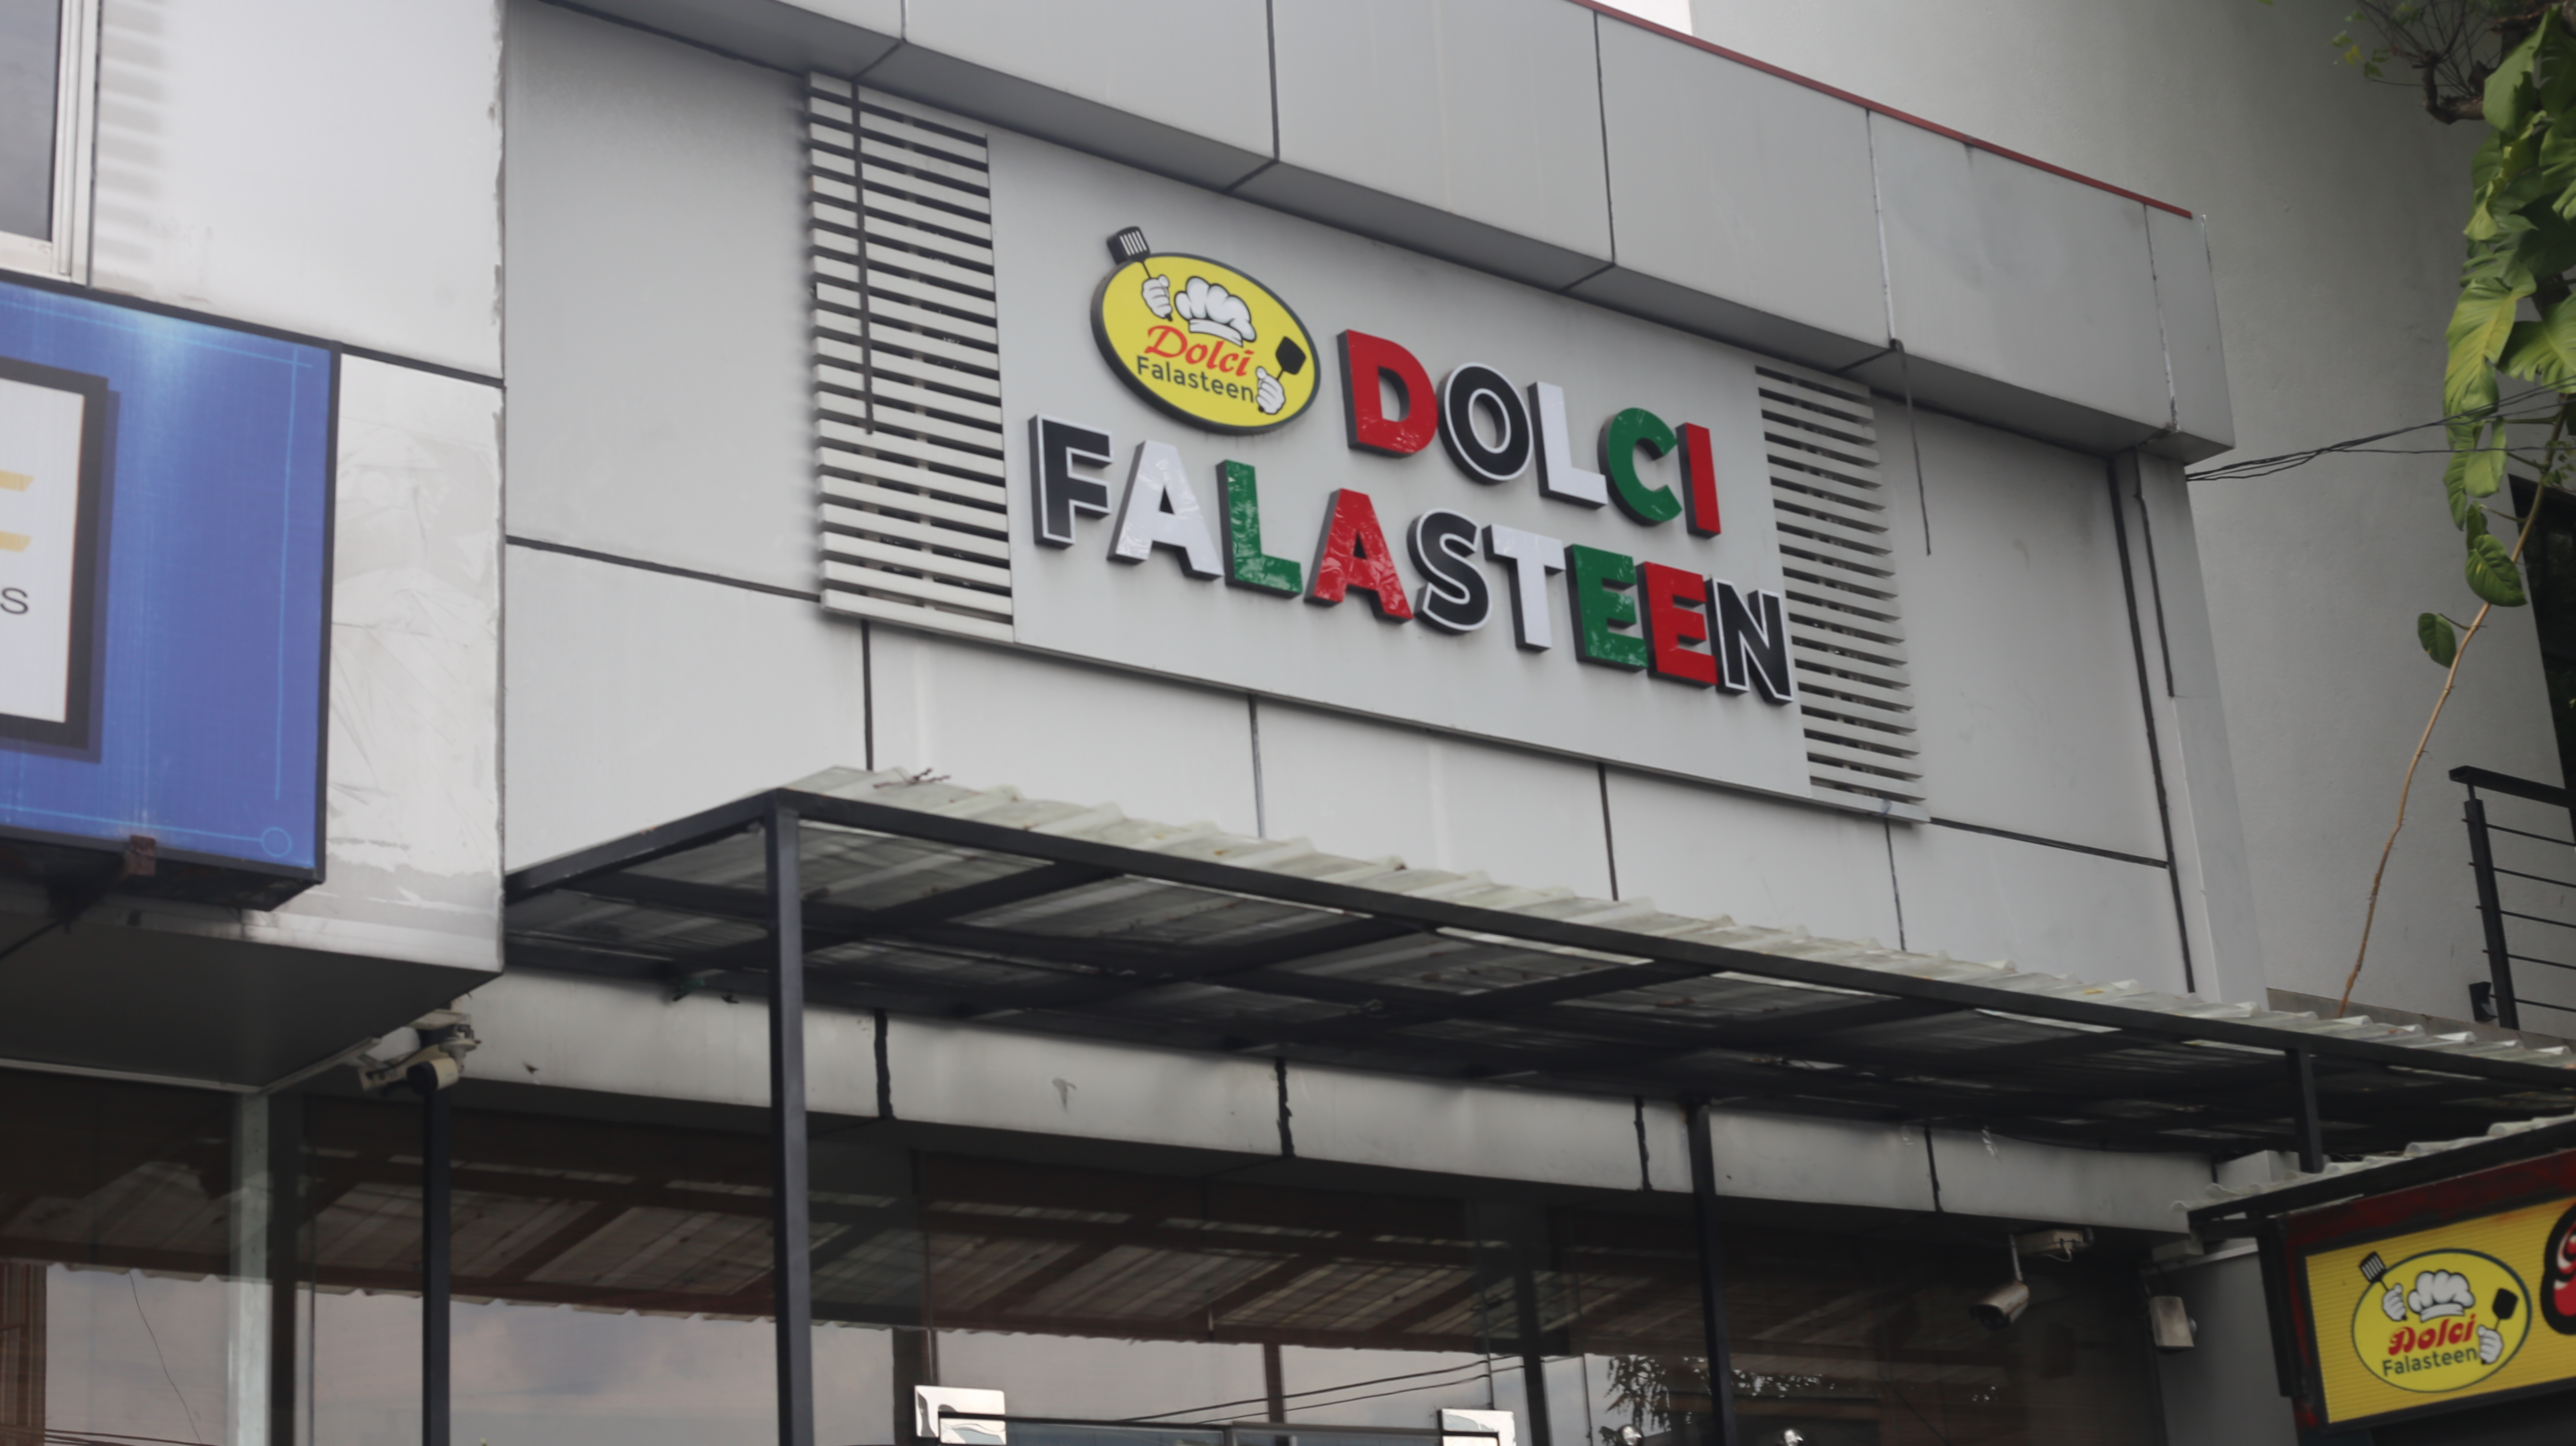 Dolci
Falasteen
DOLCI
FALASTEEN
S
Dolci
Falasteen